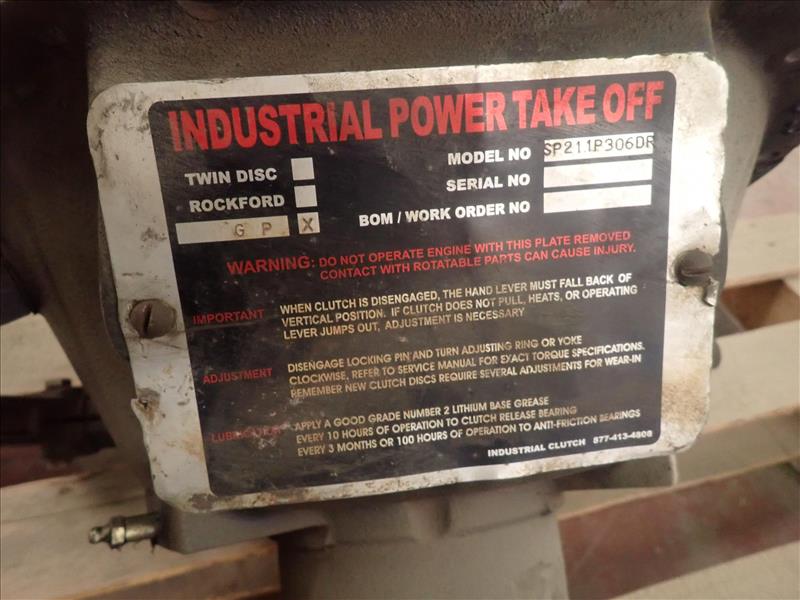 INDUSTRIAL POWER TAKE OFF
TWIN DISC
ROCKFORD
G P X
MODEL NO SP211P306DR
SERIAL NO
BOM / WORK ORDER NO
WARNING: DO NOT OPERATE ENGINE WITH THIS PLATE REMOVED
CONTACT WITH ROTATABLE PARTS CAN CAUSE INJURY.
IMPORTANT
WHEN CLUTCH IS DISENGAGED, THE HAND LEVER MUST FALL BACK OF
VERTICAL POSITION. IF CLUTCH DOES NOT PULL, HEATS, OR OPERATING
LEVER JUMPS OUT, ADJUSTMENT IS NECESSARY
ADJUSTMENT
DISENGAGE LOCKING PIN AND TURN ADJUSTING RING OR YOKE
CLOCKWISE, REFER TO SERVICE MANUAL FOR EXACT TORQUE SPECIFICATIONS.
REMEMBER NEW CLUTCH DISCS REQUIRE SEVERAL ADJUSTMENTS FOR WEAR-IN
LUBRICATION
APPLY A GOOD GRADE NUMBER 2 LITHIUM BASE GREASE
EVERY 10 HOURS OF OPERATION TO CLUTCH RELEASE BEARING
EVERY 3 MONTHS OR 100 HOURS OF OPERATION TO ANTI-FRICTION BEARINGS
INDUSTRIAL CLUTCH 877-413-4808